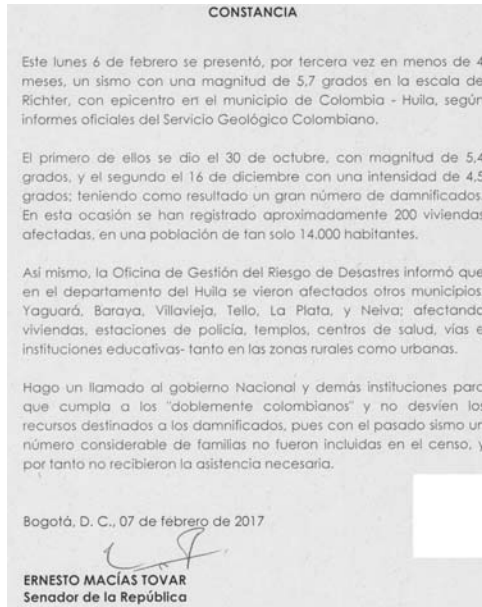 CONSTANCIA
Este lunes 6 de febrero se presentó, por tercera vez en menos de 4
meses, un sismo con una magnitud de 5,7 grados en la escala de
Richter, con epicentro en el municipio de Colombia - Huila, según
informes oficiales del Servicio Geológico Colombiano.
El primero de ellos se dio el 30 de octubre, con magnitud de 5,4
grados, y el segundo el 16 de diciembre con una intensidad de 4,5
grados; teniendo como resultado un gran número de damnificados.
En esta ocasión se han registrado aproximadamente 200 viviendas
afectadas, en una población de tan solo 14.000 habitantes.
Así mismo, la Oficina de Gestión del Riesgo de Desastres informó que
en el departamento del Huila se vieron afectados otros municipios:
Yaguará, Baraya, Villavieja, Tello, La Plata, y Neiva; afectando
viviendas, estaciones de policía, templos, centros de salud, vías e
instituciones educativas- tanto en las zonas rurales como urbanas.
Hago un llamado al gobierno Nacional y demás instituciones para
que cumpla a los "doblemente colombianos" y no desvíen los
recursos destinados a los damnificados, pues con el pasado sismo un
número considerable de familias no fueron incluidas en el censo, y
por tanto no recibieron la asistencia necesaria.
Bogotá, D. C., 07 de febrero de 2017
ERNESTO MACÍAS TOVAR
Senador de la República